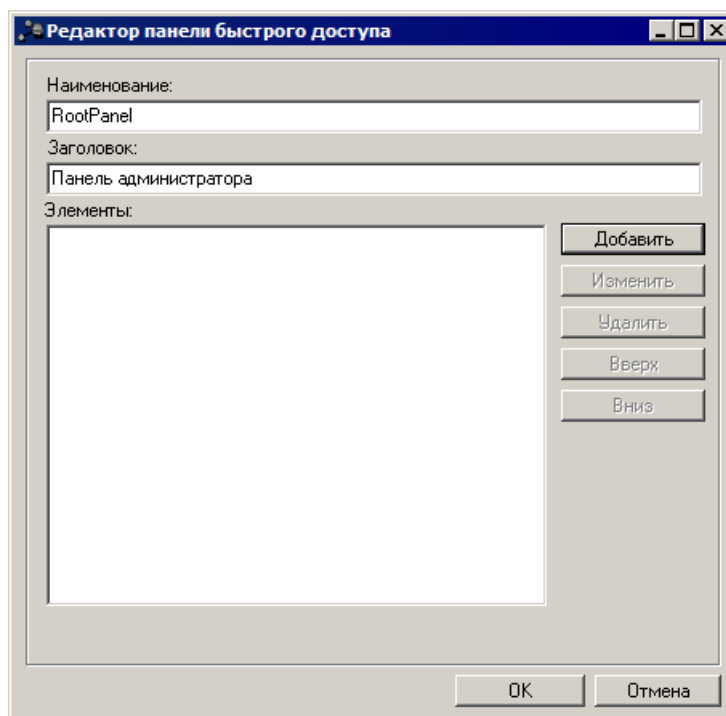 Редактор панели быстрого доступа
Наименование:
RootPanel
Заголовок:
Панель администратора
Элементы:
Добавить
Изменить
Удалить
Вверх
Вниз
OK
Отмена